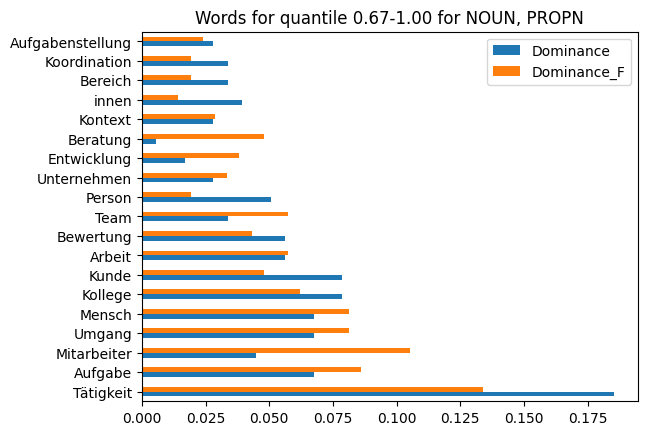 Words for quantile 0.67-1.00 for NOUN, PROPN
Dominance
Dominance_F
Aufgabenstellung
Koordination
Bereich
innen
Kontext
Beratung
Entwicklung
Unternehmen
Person
Team
Bewertung
Arbeit
Kunde
Kollege
Mensch
Umgang
Mitarbeiter
Aufgabe
Tätigkeit
0.000 0.025 0.050 0.075 0.100 0.125 0.150 0.175